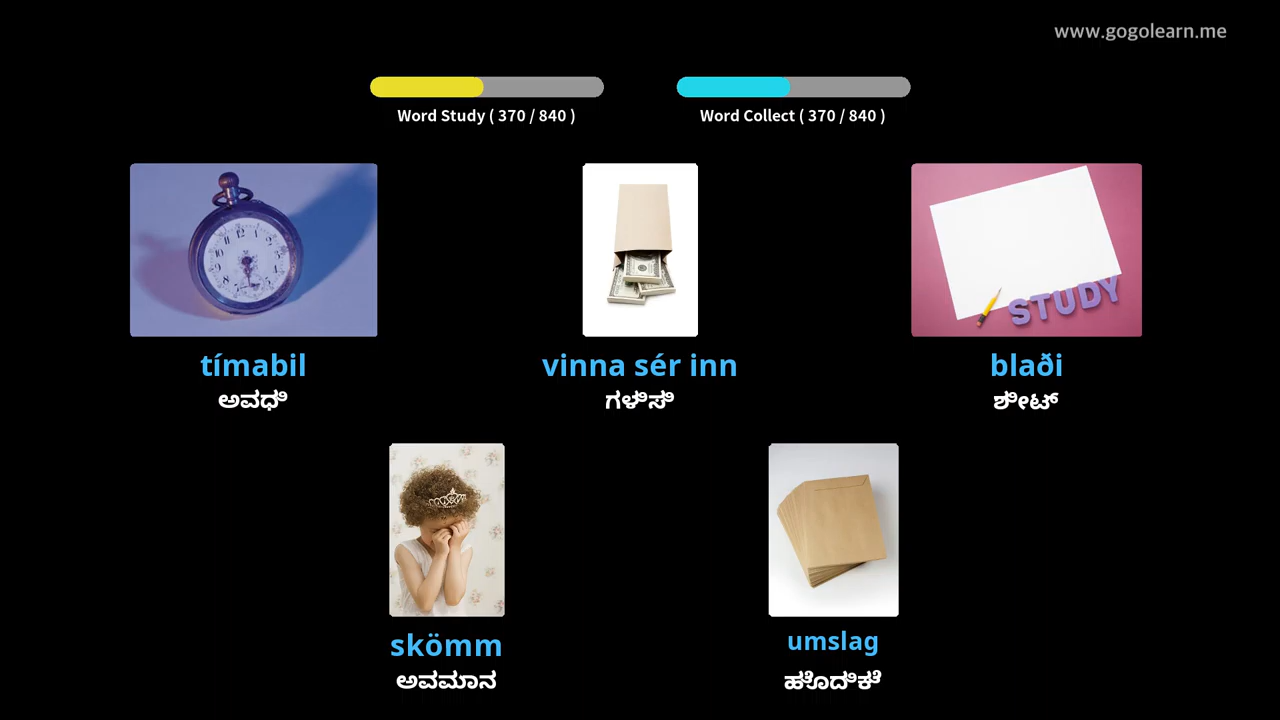 www.gogolearn.me
Word Study ( 370 / 840 )
Word Collect ( 370 / 840 )
STUDY
tímabil
vinna sér inn
blaði
ಅವಧಿ
ಗಳಿಸಿ
ಶೀಟ್
skömm
umslag
ಅವಮಾನ
ಹೊದಿಕೆ